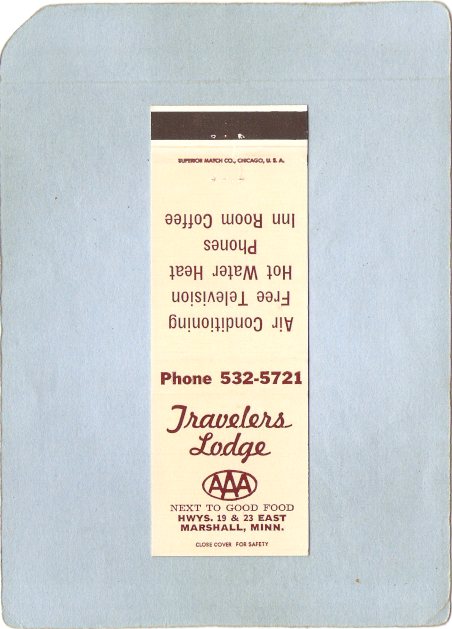 SUPERIOR MATCH CO., CHICAGO, U. S. A.
Air Conditioning
Free Television
Hot Water Heat
Phones
Inn Room Coffee
Phone 532-5721
Travelers
Lodge
AAA
NEXT TO GOOD FOOD
HWYS. 19 & 23 EAST
MARSHALL, MINN.
CLOSE COVER FOR SAFETY